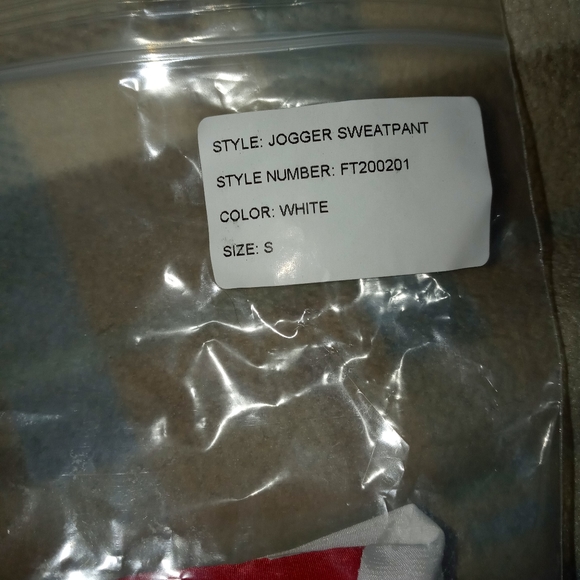 STYLE: JOGGER SWEATPANT
STYLE NUMBER: FT200201
COLOR: WHITE
SIZE: S